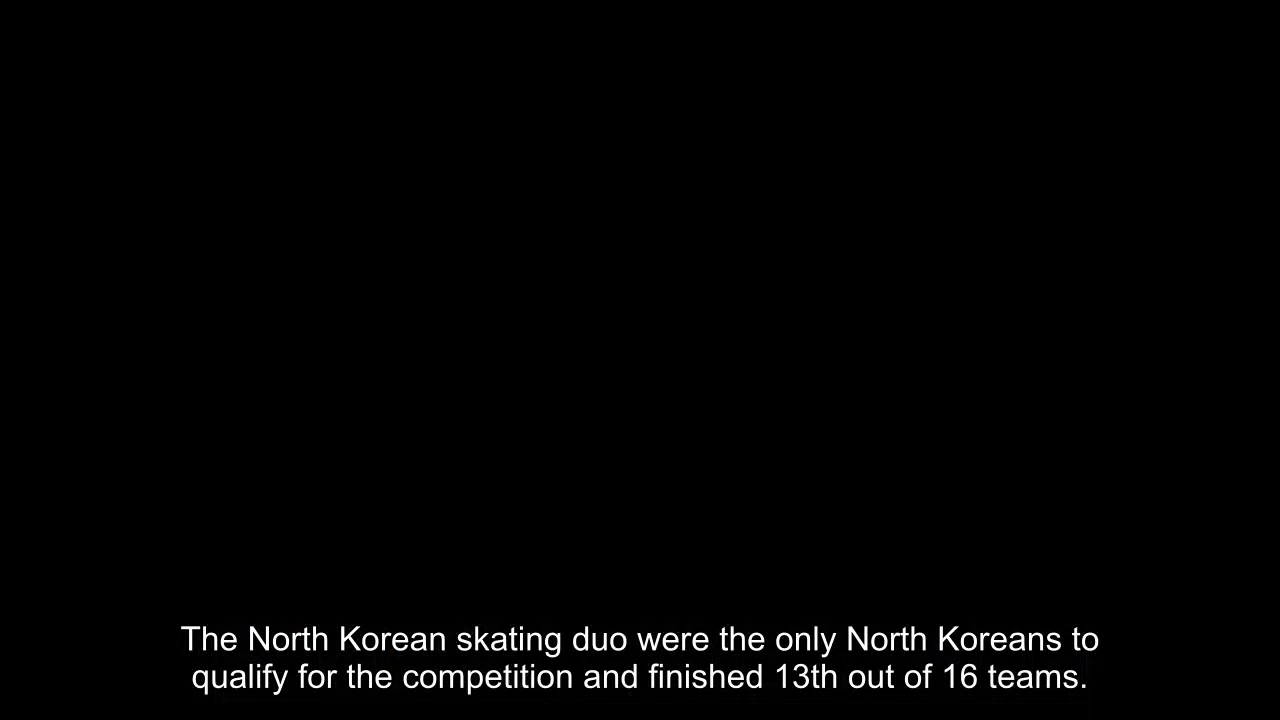 The North Korean skating duo were the only North Koreans to
qualify for the competition and finished 13th out of 16 teams.